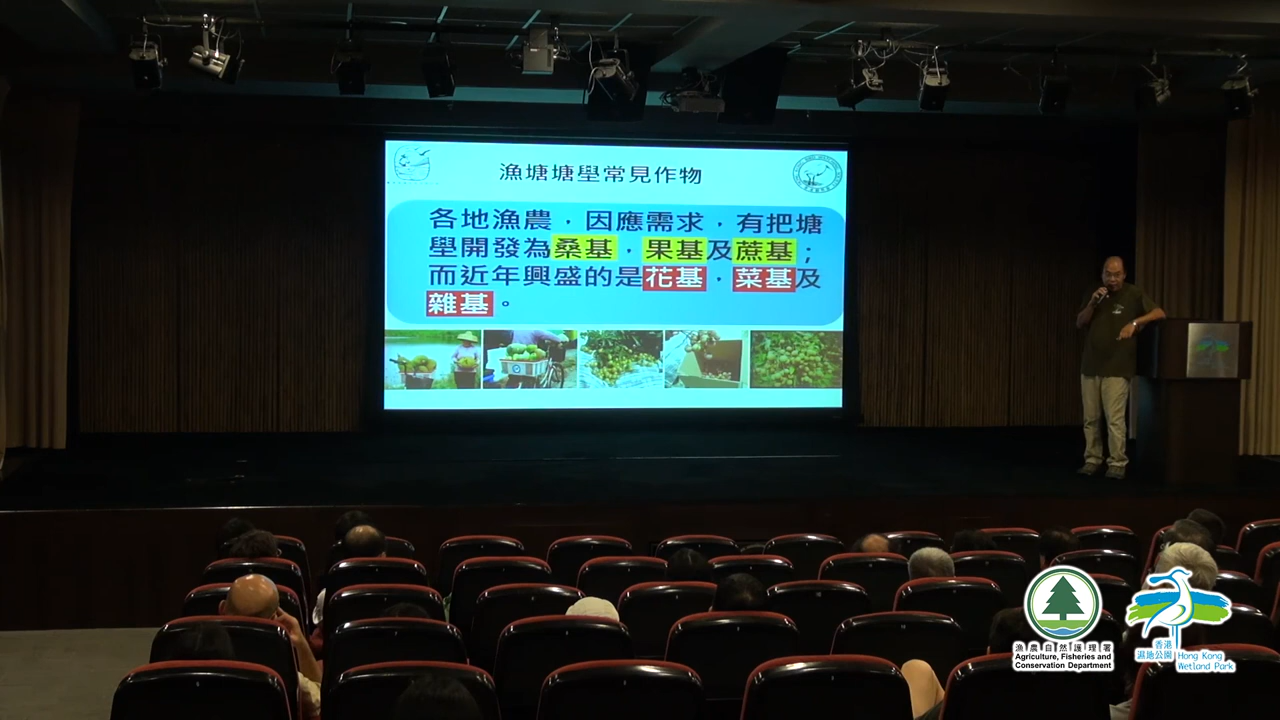 漁塘塘壆常見作物
各地漁農，因應需求，有把塘
壆開發為桑基，果基及蔗基；
而近年興盛的是花基，菜基及
雜基。
漁農自然護理署
Agriculture, Fisheries and
Conservation Department
香港
濕地公園
Hong Kong
Wetland Park